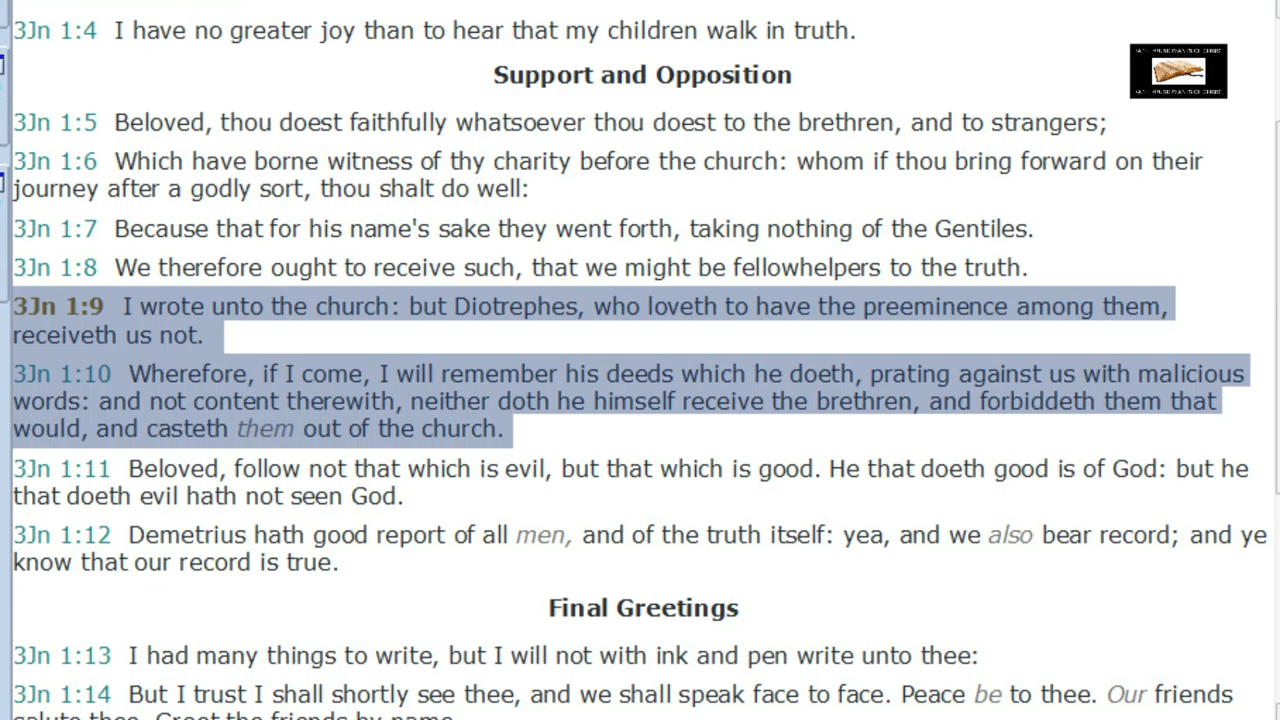 3Jn 1:4 I have no greater joy than to hear that my children walk in truth.
Support and Opposition
3Jn 1:5 Beloved, thou doest faithfully whatsoever thou doest to the brethren, and to strangers;
3Jn 1:6 Which have borne witness of thy charity before the church: whom if thou bring forward on their
journey after a godly sort, thou shalt do well:
3Jn 1:7 Because that for his name's sake they went forth, taking nothing of the Gentiles.
3Jn 1:8 We therefore ought to receive such, that we might be fellowhelpers to the truth.
3Jn 1:9 I wrote unto the church: but Diotrephes, who loveth to have the preeminence among them,
receiveth us not.
3Jn 1:10 Wherefore, if I come, I will remember his deeds which he doeth, prating against us with malicious
words: and not content therewith, neither doth he himself receive the brethren, and forbiddeth them that
would, and casteth them out of the church.
3Jn 1:11 Beloved, follow not that which is evil, but that which is good. He that doeth good is of God: but he
that doeth evil hath not seen God.
3Jn 1:12 Demetrius hath good report of all men, and of the truth itself: yea, and we also bear record; and ye
know that our record is true.
Final Greetings
3Jn 1:13 I had many things to write, but I will not with ink and pen write unto thee:
3Jn 1:14 But I trust I shall shortly see thee, and we shall speak face to face. Peace be to thee. Our friends
salute thee. Greet the friends by name.